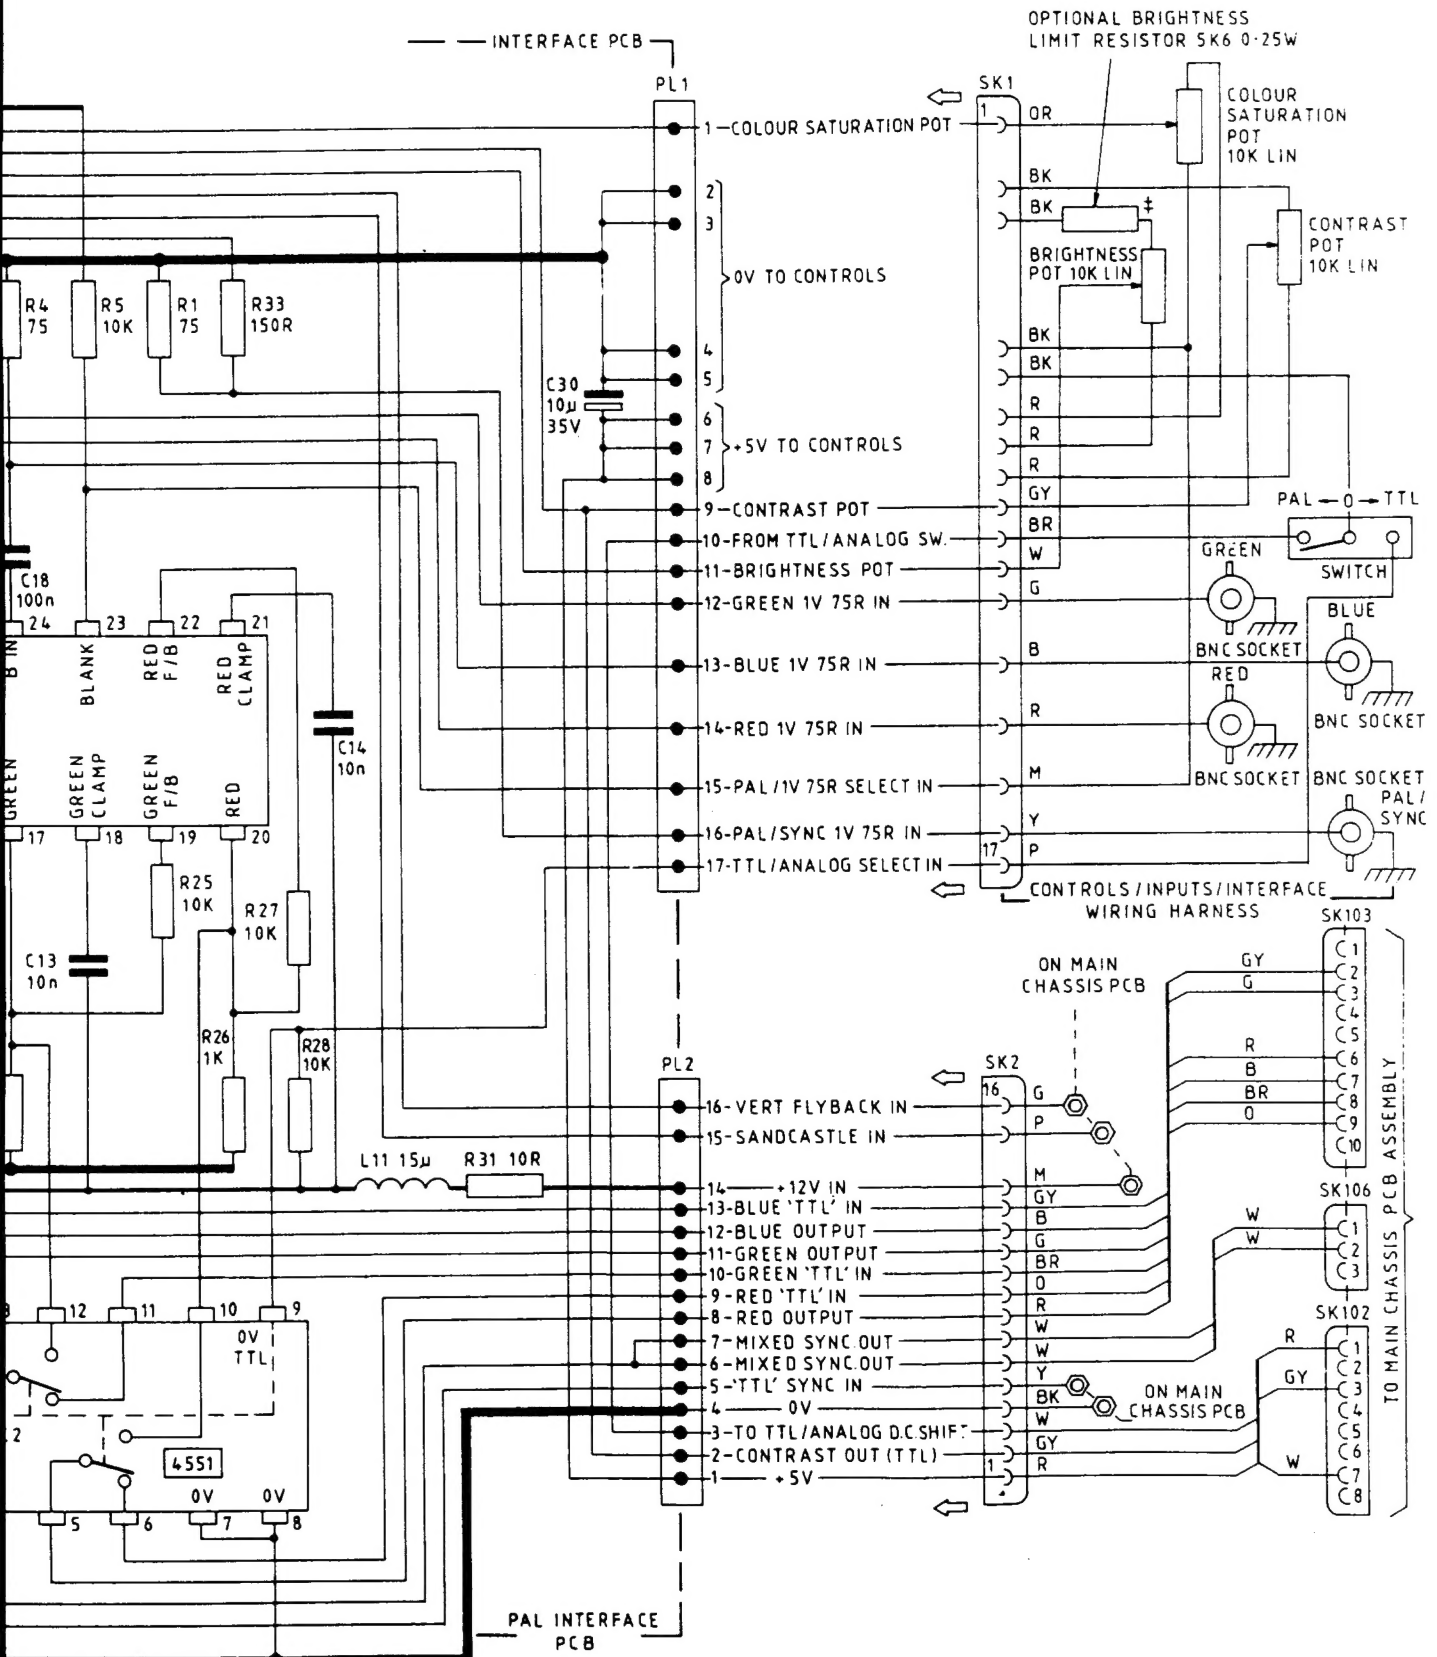 OPTIONAL BRIGHTNESS
LIMIT RESISTOR 5K6 0·25W
INTERFACE PCB
PL1
SK1
1
OR
COLOUR
SATURATION
POT
10K LIN
1-COLOUR SATURATION POT
2
3
BK
BK
‡
CONTRAST
POT
10K LIN
BRIGHTNESS
POT 10K LIN
0V TO CONTROLS
R4
75
R5
10K
R1
75
R33
150R
4
5
BK
BK
C30
10µ
35V
6
7
8
+5V TO CONTROLS
R
R
R
9-CONTRAST POT
GY
PAL
0
TTL
10-FROM TTL/ANALOG SW.
BR
11-BRIGHTNESS POT
W
SWITCH
GREEN
12-GREEN 1V 75R IN
G
BNC SOCKET
BLUE
13-BLUE 1V 75R IN
B
BNC SOCKET
RED
14-RED 1V 75R IN
R
BNC SOCKET
15-PAL/1V 75R SELECT IN
M
BNC SOCKET
PAL/
SYNC
16-PAL/SYNC 1V 75R IN
Y
17-TTL/ANALOG SELECT IN
17
P
CONTROLS/INPUTS/INTERFACE
WIRING HARNESS
C18
100n
24
23
22
21
B IN
BLANK
RED
F/B
RED
CLAMP
C14
10n
GREEN
GREEN
CLAMP
GREEN
F/B
RED
17
18
19
20
R25
10K
R27
10K
C13
10n
R26
1K
R28
10K
SK103
1
2
3
4
5
6
7
8
9
10
GY
G
R
B
BR
O
ON MAIN
CHASSIS PCB
PL2
SK2
16
16-VERT FLYBACK IN
G
15-SANDCASTLE IN
P
L11 15µ
R31 10R
14-+12V IN
M
13-BLUE 'TTL' IN
GY
12-BLUE OUTPUT
B
11-GREEN OUTPUT
G
10-GREEN 'TTL' IN
BR
9-RED 'TTL' IN
O
8-RED OUTPUT
R
7-MIXED SYNC.OUT
W
6-MIXED SYNC.OUT
W
5-'TTL' SYNC IN
Y
4-0V
BK
3-TO TTL/ANALOG D.C.SHIFT
W
2-CONTRAST OUT (TTL)
GY
1-+5V
1
R
SK106
W
W
1
2
3
SK102
R
GY
W
1
2
3
4
5
6
7
8
ON MAIN
CHASSIS PCB
TO MAIN CHASSIS PCB ASSEMBLY
12
11
10
9
0V
TTL
2
4551
0V
0V
5
6
7
8
PAL INTERFACE
PCB